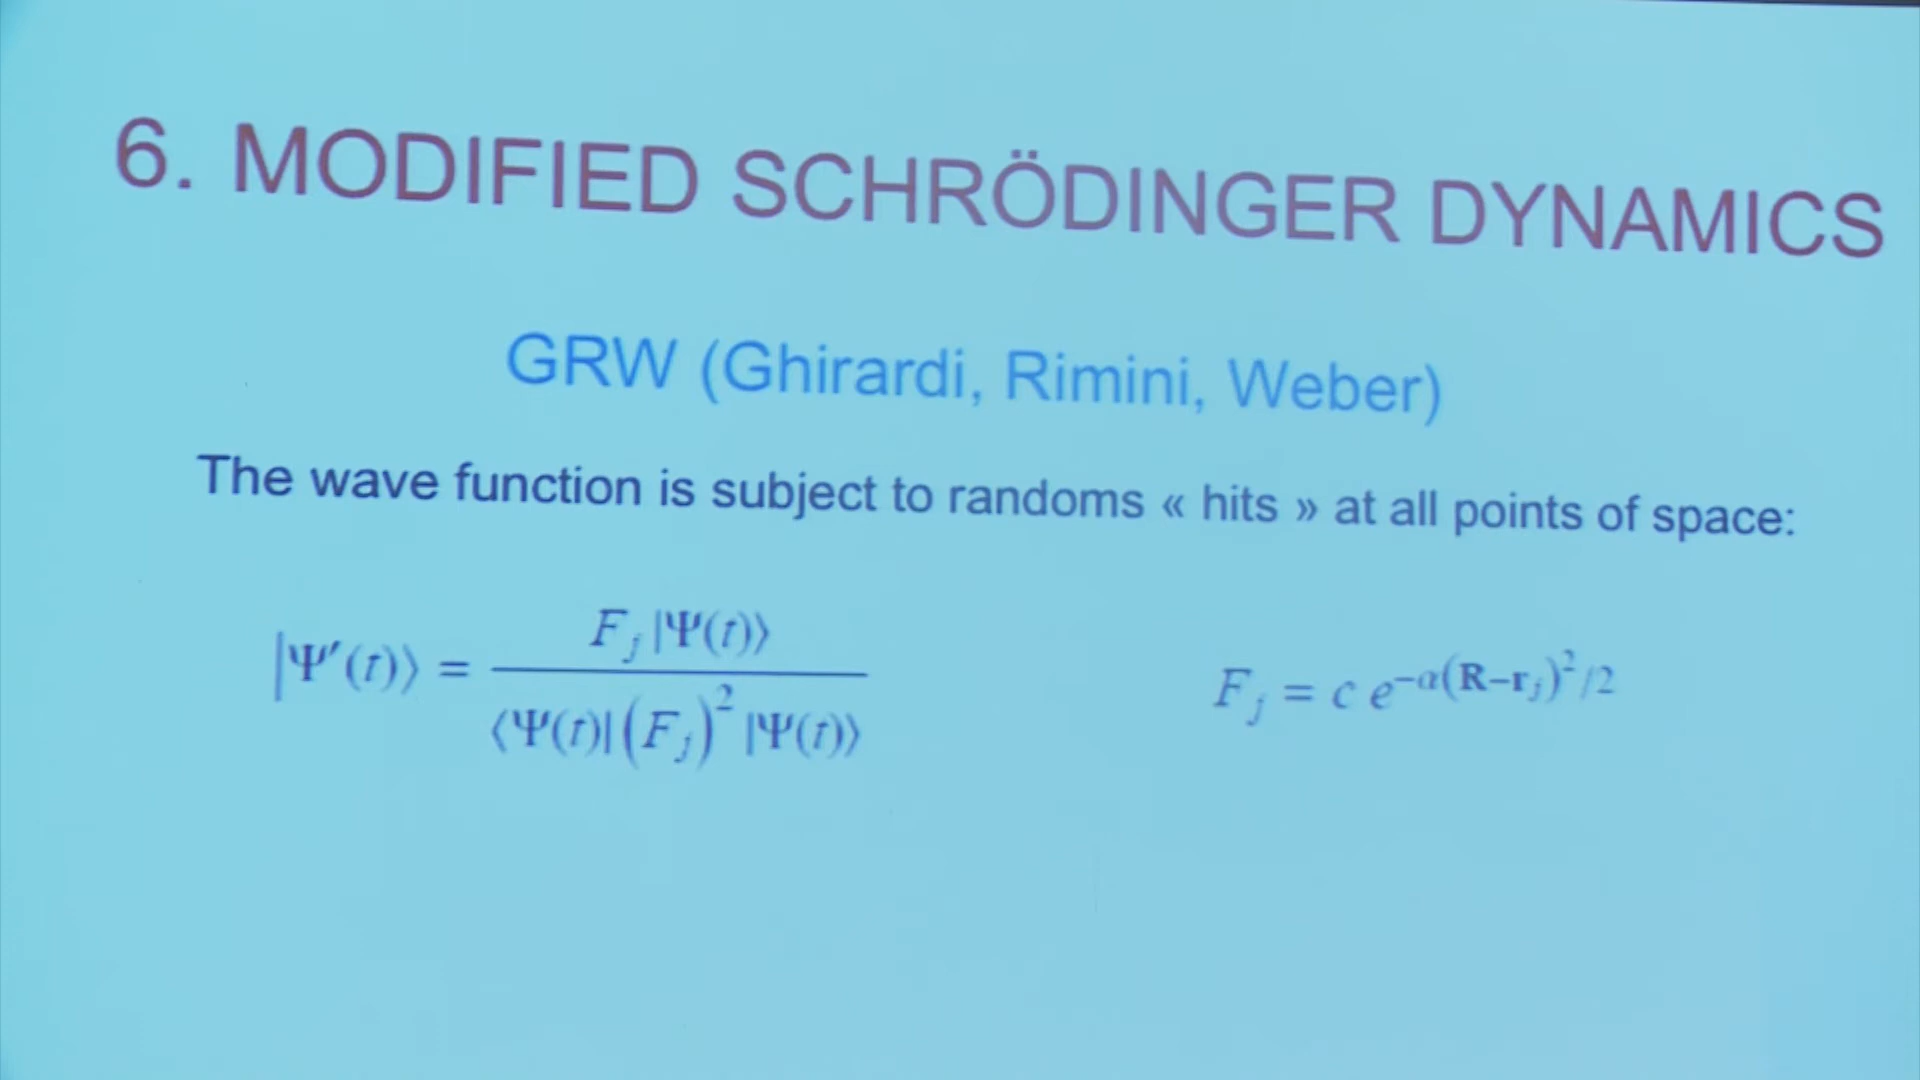 6. MODIFIED SCHRÖDINGER DYNAMICS
GRW (Ghirardi, Rimini, Weber)
The wave function is subject to randoms « hits » at all points of space:
|Ψ′(t)⟩ = F_j |Ψ(t)⟩ / ⟨Ψ(t)| (F_j)² |Ψ(t)⟩
F_j = c e^{−α(R−r_j)²/2}